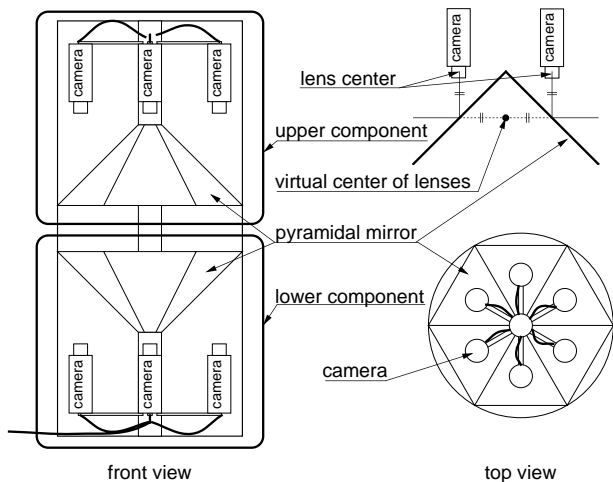 camera
camera
camera
camera
camera
lens center
upper component
virtual center of lenses
pyramidal mirror
lower component
camera
camera
camera
camera
front view
top view